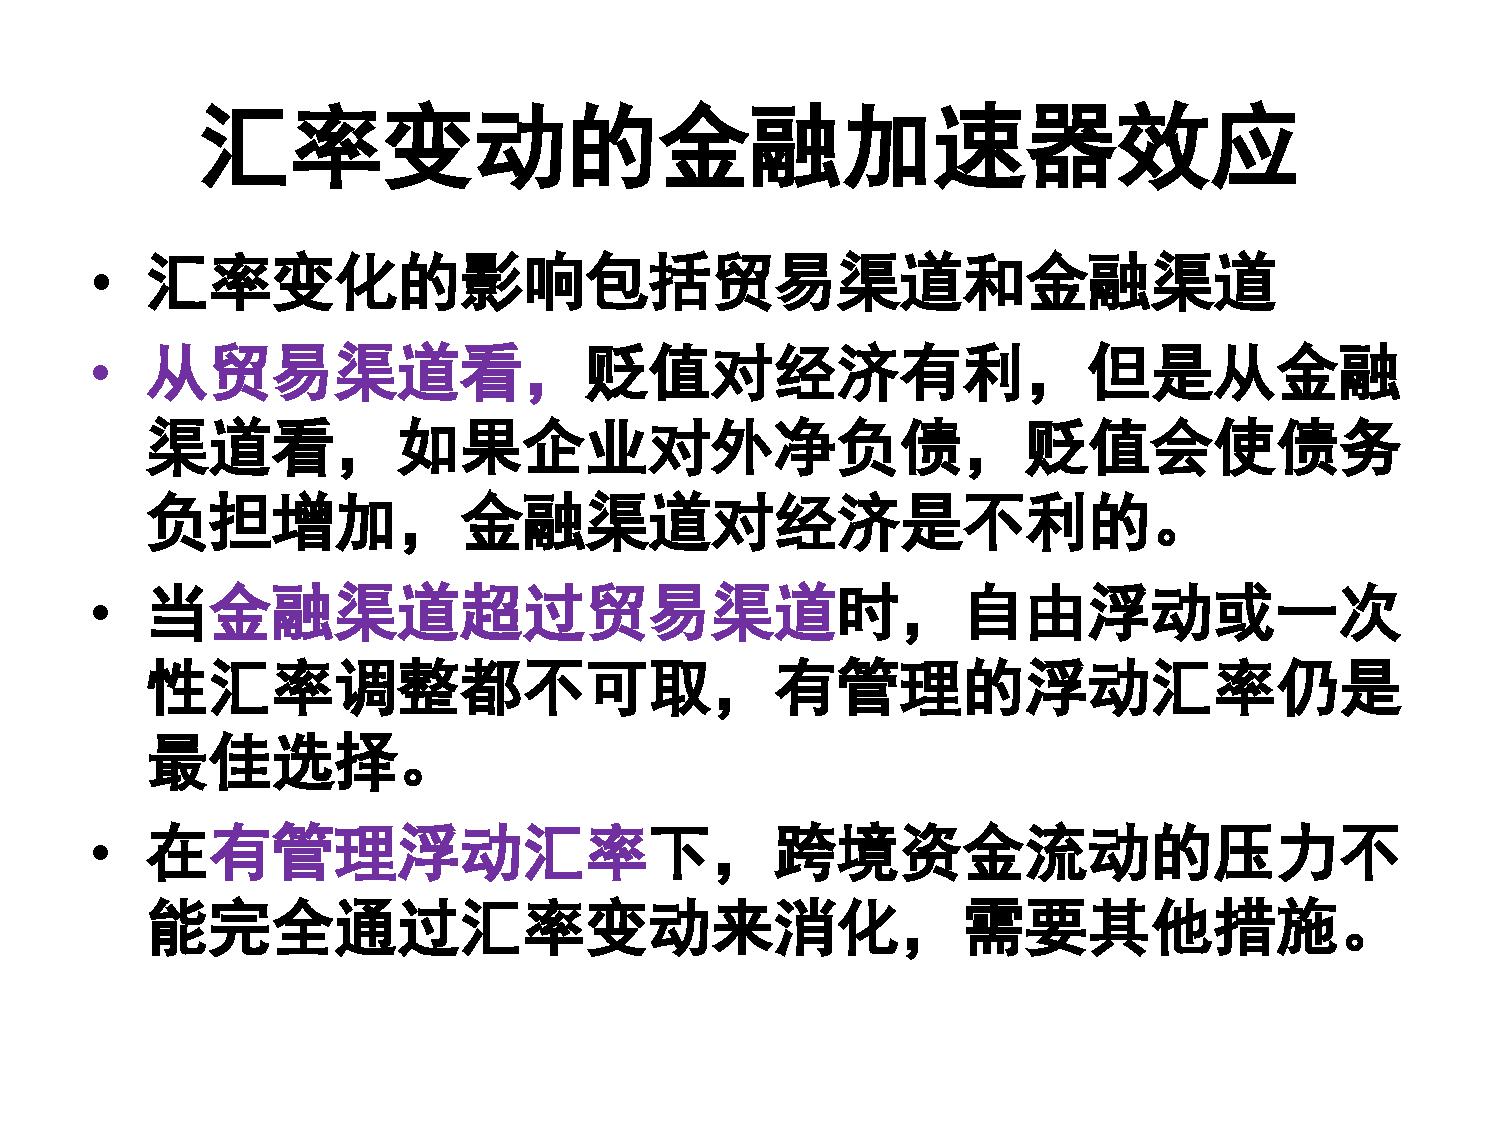 汇率变动的金融加速器效应
• 汇率变化的影响包括贸易渠道和金融渠道
• 从贸易渠道看，贬值对经济有利，但是从金融
渠道看，如果企业对外净负债，贬值会使债务
负担增加，金融渠道对经济是不利的。
• 当金融渠道超过贸易渠道时，自由浮动或一次
性汇率调整都不可取，有管理的浮动汇率仍是
最佳选择。
• 在有管理浮动汇率下，跨境资金流动的压力不
能完全通过汇率变动来消化，需要其他措施。